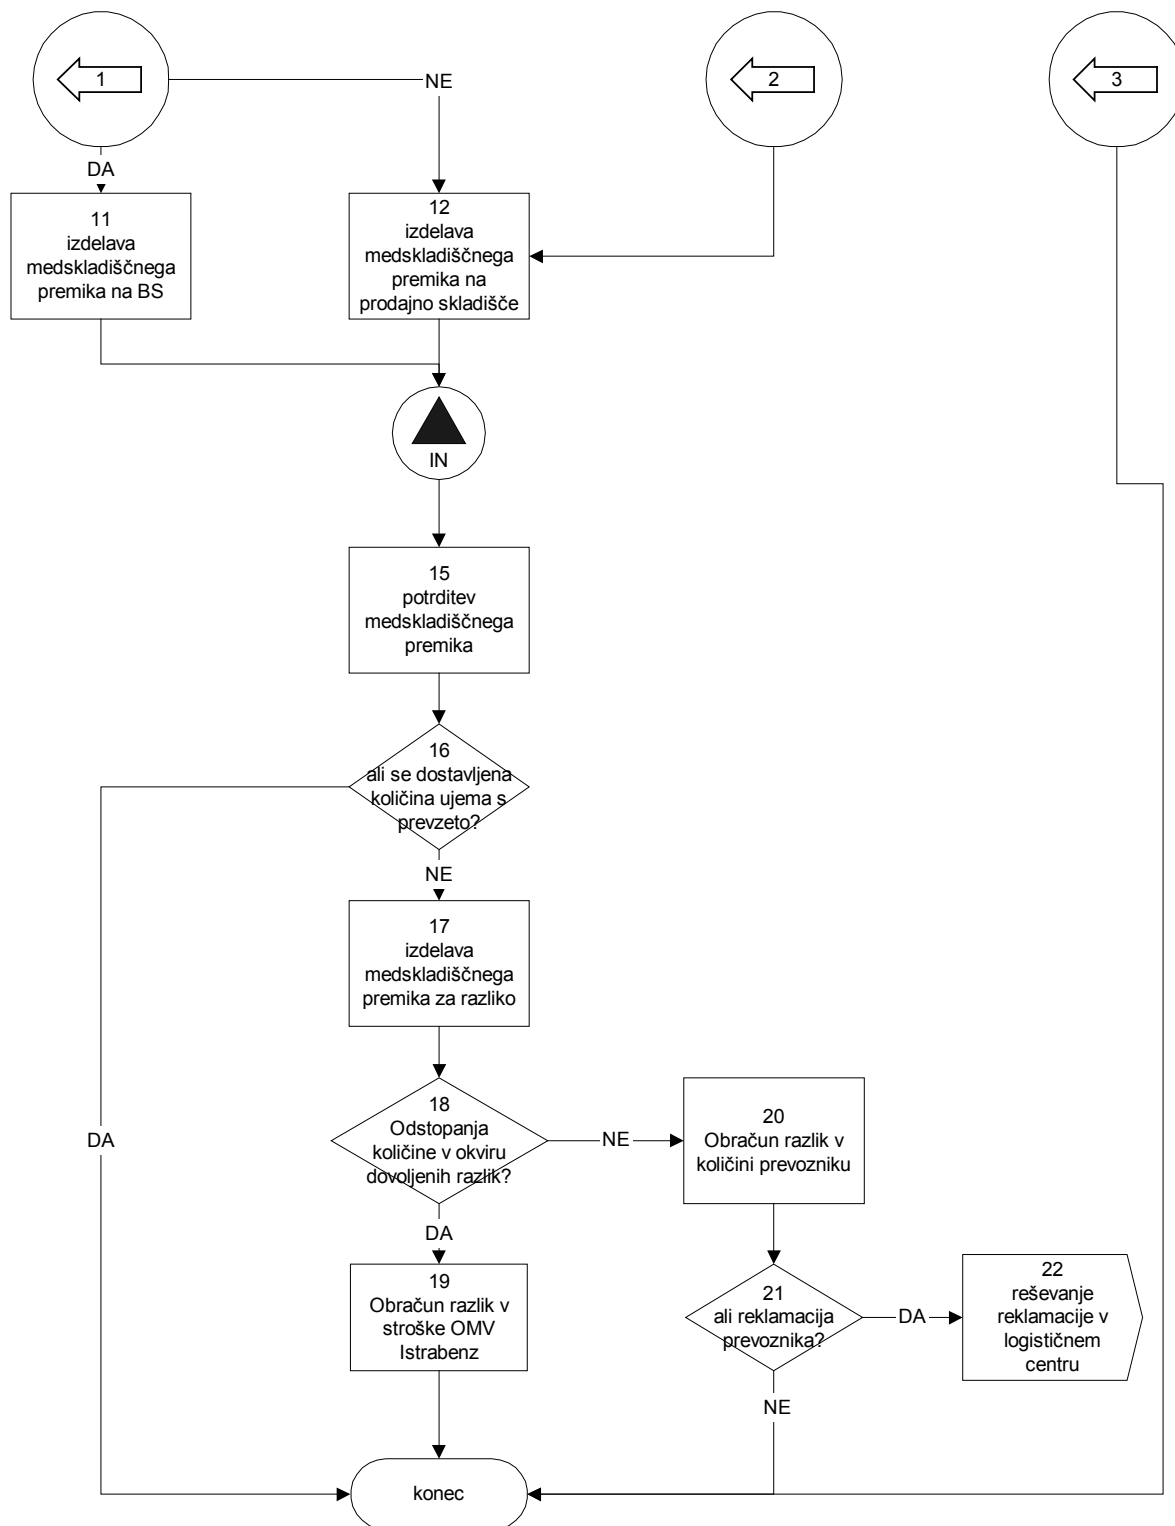 1
NE
2
3
DA
11
izdelava
medskladiščnega
premika na BS
12
izdelava
medskladiščnega
premika na
prodajno skladišče
IN
15
potrditev
medskladiščnega
premika
16
ali se dostavljena
količina ujema s
prevzeto?
NE
17
izdelava
medskladiščnega
premika za razliko
DA
18
Odstopanja
količine v okviru
dovoljenih razlik?
NE
20
Obračun razlik v
količini prevozniku
DA
19
Obračun razlik v
stroške OMV
Istrabenz
21
ali reklamacija
prevoznika?
DA
22
reševanje
reklamacije v
logističnem
centru
NE
konec